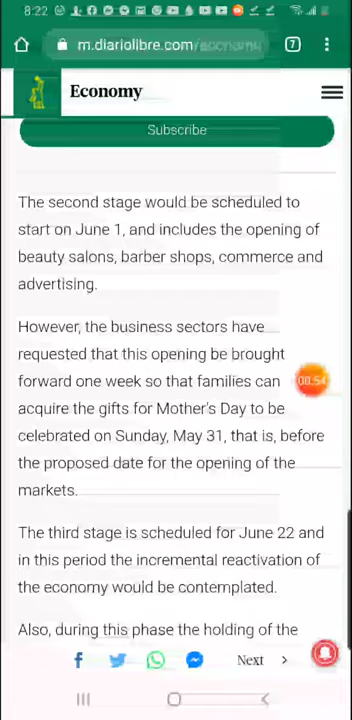 8:22
m.diariolibre.com/economy
7
Economy
Subscribe
The second stage would be scheduled to
start on June 1, and includes the opening of
beauty salons, barber shops, commerce and
advertising.
However, the business sectors have
requested that this opening be brought
forward one week so that families can
00:54
acquire the gifts for Mother's Day to be
celebrated on Sunday, May 31, that is, before
the proposed date for the opening of the
markets.
The third stage is scheduled for June 22 and
in this period the incremental reactivation of
the economy would be contemplated.
Also, during this phase the holding of the
Next